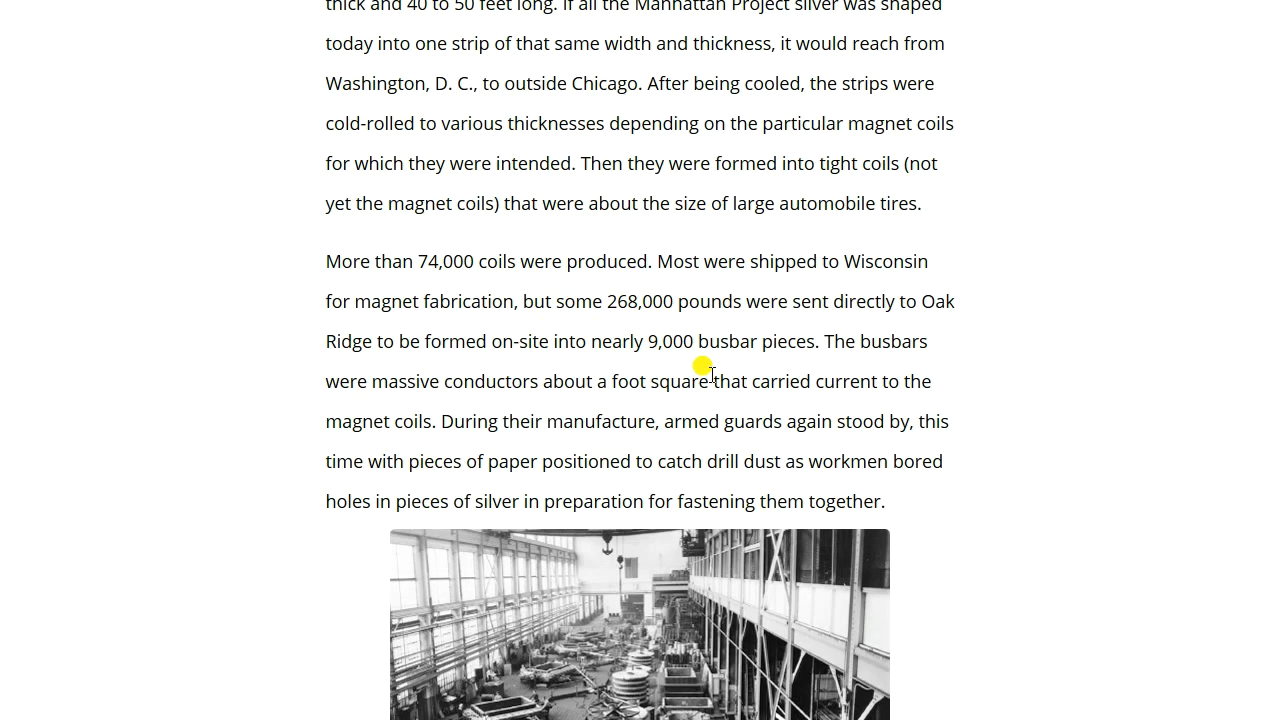 thick and 40 to 50 feet long. If all the Manhattan Project silver was shaped
today into one strip of that same width and thickness, it would reach from
Washington, D. C., to outside Chicago. After being cooled, the strips were
cold-rolled to various thicknesses depending on the particular magnet coils
for which they were intended. Then they were formed into tight coils (not
yet the magnet coils) that were about the size of large automobile tires.
More than 74,000 coils were produced. Most were shipped to Wisconsin
for magnet fabrication, but some 268,000 pounds were sent directly to Oak
Ridge to be formed on-site into nearly 9,000 busbar pieces. The busbars
were massive conductors about a foot square that carried current to the
magnet coils. During their manufacture, armed guards again stood by, this
time with pieces of paper positioned to catch drill dust as workmen bored
holes in pieces of silver in preparation for fastening them together.